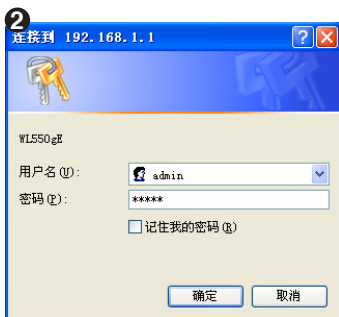 2
连接到 192.168.1.1
WL550gE
用户名(U):
admin
密码(P):
*****
记住我的密码(R)
确定
取消